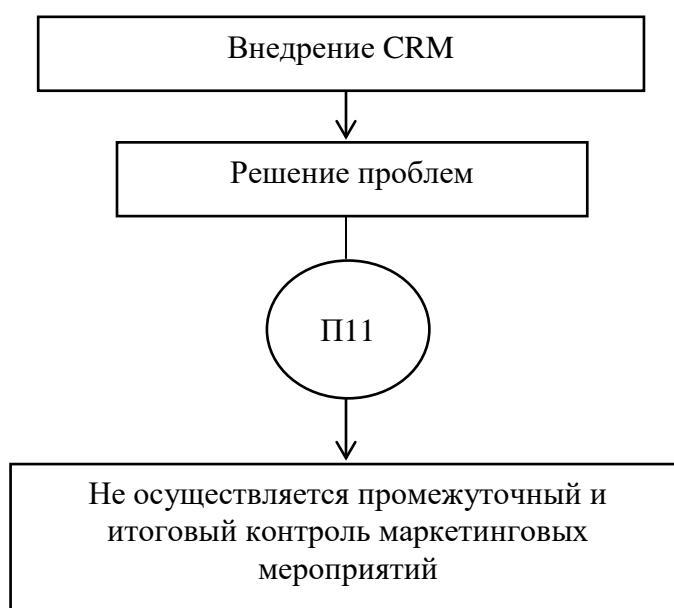 Внедрение CRM
Решение проблем
П11
Не осуществляется промежуточный и
итоговый контроль маркетинговых
мероприятий